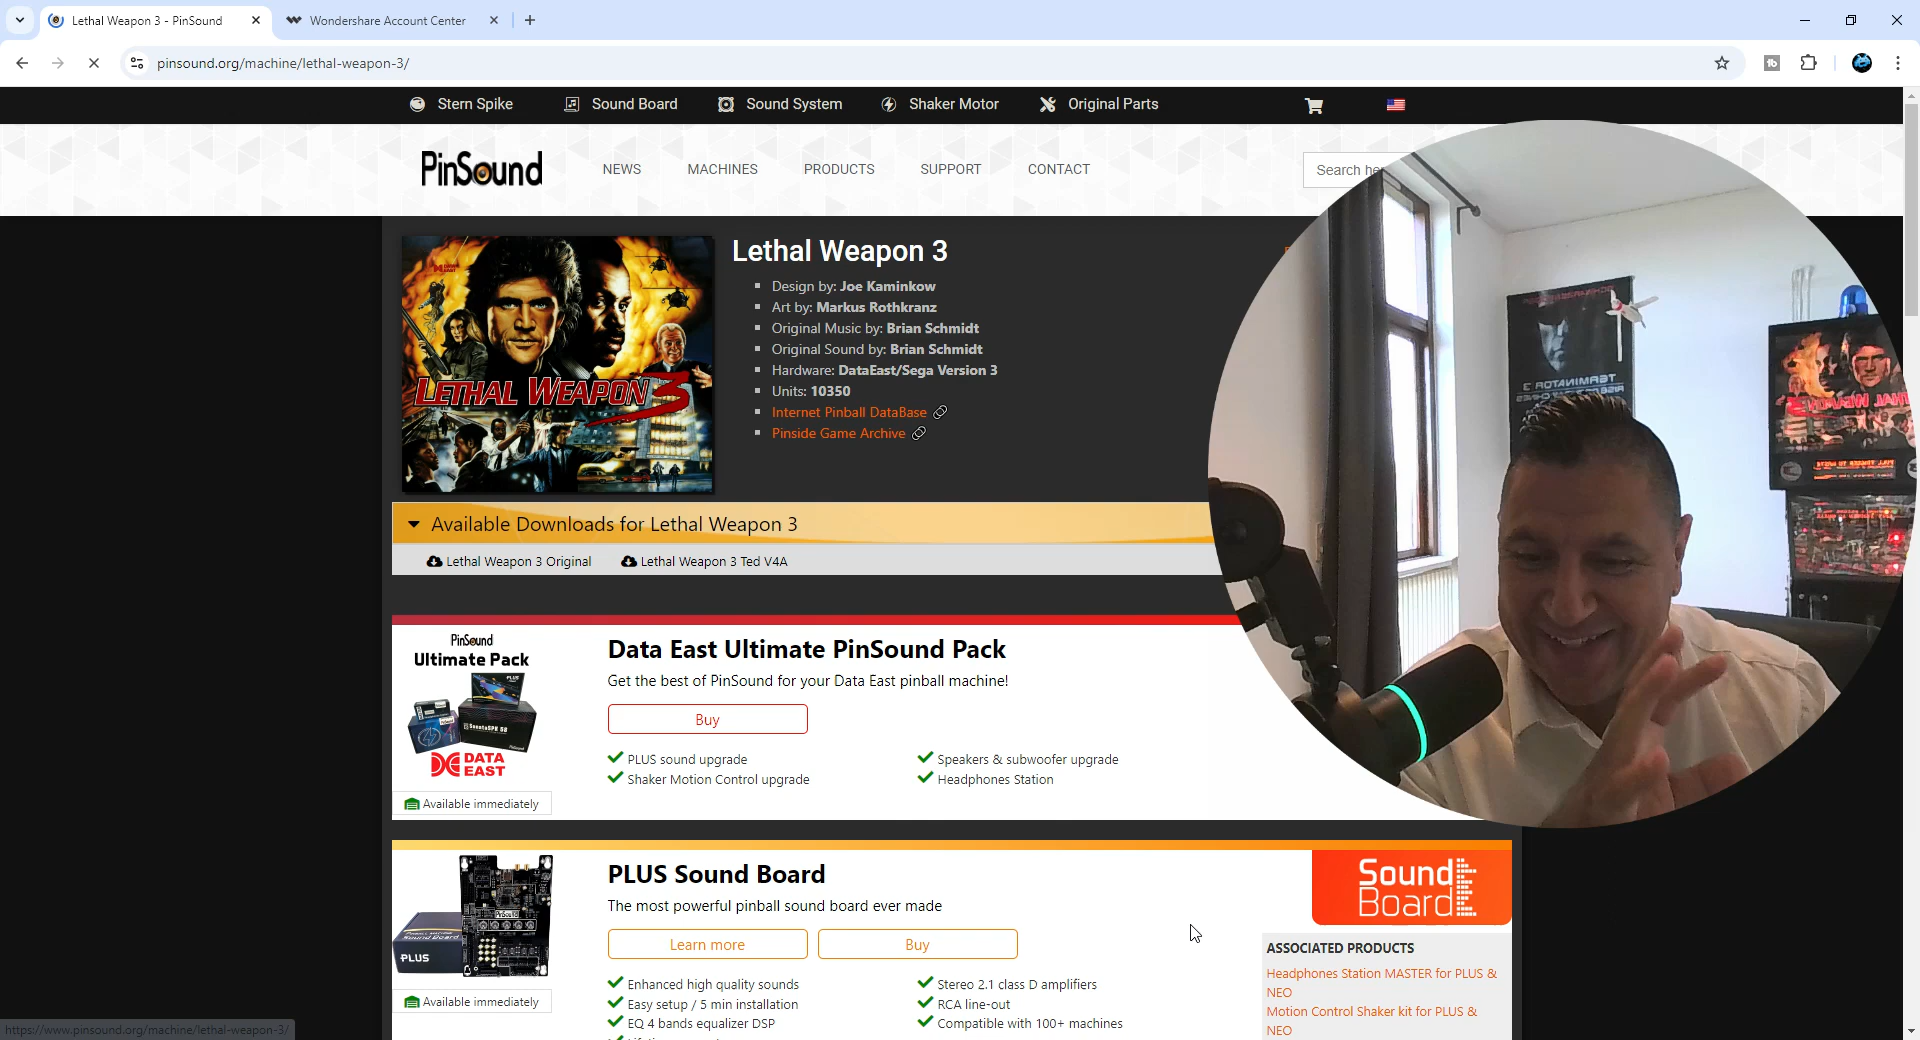 Lethal Weapon 3 - PinSound
Wondershare Account Center
pinsound.org/machine/lethal-weapon-3/
Stern Spike
Sound Board
Sound System
Shaker Motor
Original Parts
PinSound
NEWS
MACHINES
PRODUCTS
SUPPORT
CONTACT
Search he
LETHAL WEAPON 3
Lethal Weapon 3
Design by: Joe Kaminkow
Art by: Markus Rothkranz
Original Music by: Brian Schmidt
Original Sound by: Brian Schmidt
Hardware: DataEast/Sega Version 3
Units: 10350
Internet Pinball DataBase
Pinside Game Archive
TERMINATOR 3
Available Downloads for Lethal Weapon 3
Lethal Weapon 3 Original
Lethal Weapon 3 Ted V4A
PinSound
Ultimate Pack
DATA
EAST
Available immediately
Data East Ultimate PinSound Pack
Get the best of PinSound for your Data East pinball machine!
Buy
PLUS sound upgrade
Shaker Motion Control upgrade
Speakers & subwoofer upgrade
Headphones Station
PLUS
Available immediately
PLUS Sound Board
The most powerful pinball sound board ever made
Learn more
Buy
Enhanced high quality sounds
Easy setup / 5 min installation
EQ 4 bands equalizer DSP
Stereo 2.1 class D amplifiers
RCA line-out
Compatible with 100+ machines
Sound
Board
ASSOCIATED PRODUCTS
Headphones Station MASTER for PLUS &
NEO
Motion Control Shaker kit for PLUS &
NEO
https://www.pinsound.org/machine/lethal-weapon-3/